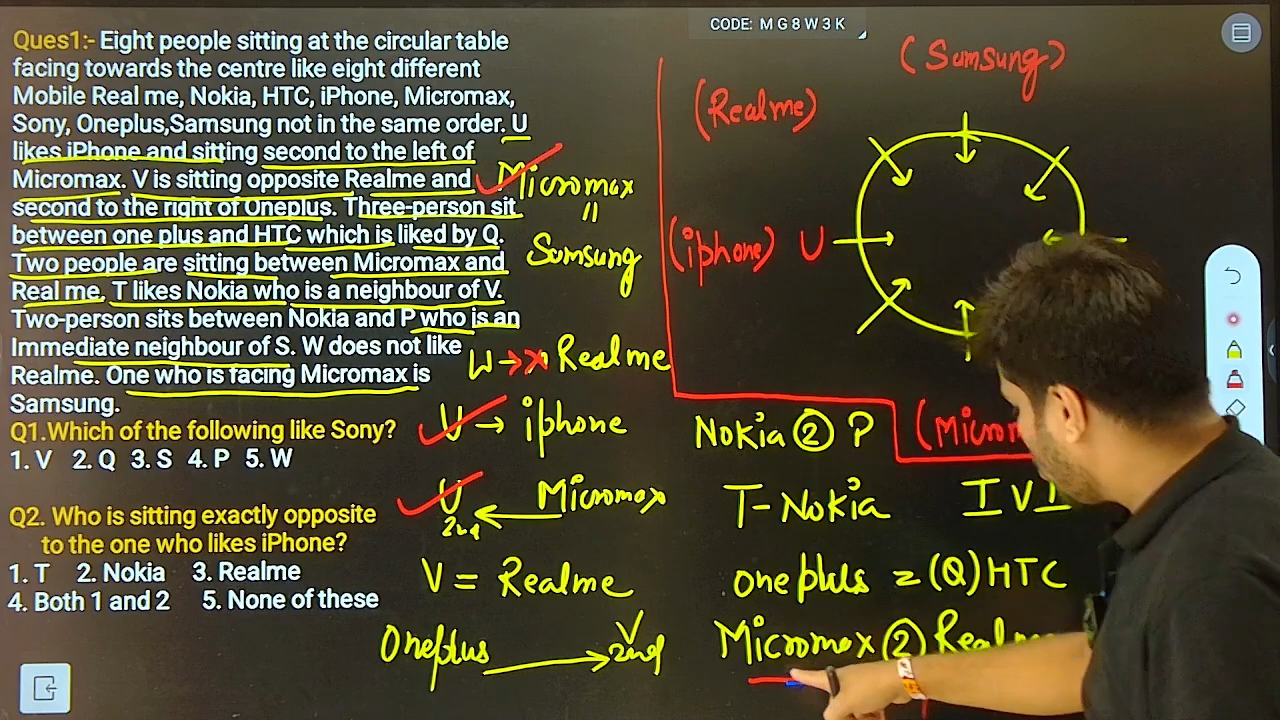 CODE: M G 8 W 3 K
Ques1:- Eight people sitting at the circular table
facing towards the centre like eight different
Mobile Real me, Nokia, HTC, iPhone, Micromax,
Sony, Oneplus,Samsung not in the same order. U
likes iPhone and sitting second to the left of
Micromax. V is sitting opposite Realme and
second to the right of Oneplus. Three-person sit
between one plus and HTC which is liked by Q.
Two people are sitting between Micromax and
Real me. T likes Nokia who is a neighbour of V.
Two-person sits between Nokia and P who is an
Immediate neighbour of S. W does not like
Realme. One who is facing Micromax is
Samsung.
Q1.Which of the following like Sony?
1. V 2. Q 3. S 4. P 5. W
Q2. Who is sitting exactly opposite
to the one who likes iPhone?
1. T 2. Nokia 3. Realme
4. Both 1 and 2 5. None of these
Micromax
=
Samsung
W → x Realme
U → iphone
U ← Micromax
2nd
V = Realme
Oneplus → V
2nd
(Samsung)
(Realme)
(iphone) U
Nokia ② P
T - Nokia
one plus = (Q) HTC
Micromax ②